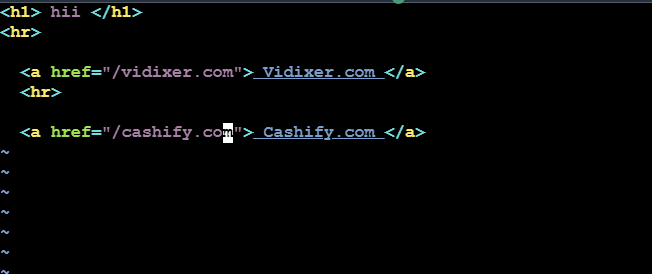 <h1> hii </h1>
<hr>
<a href="/vidixer.com"> Vidixer.com </a>
<hr>
<a href="/cashify.com"> Cashify.com </a>
~
~
~
~
~
~
~